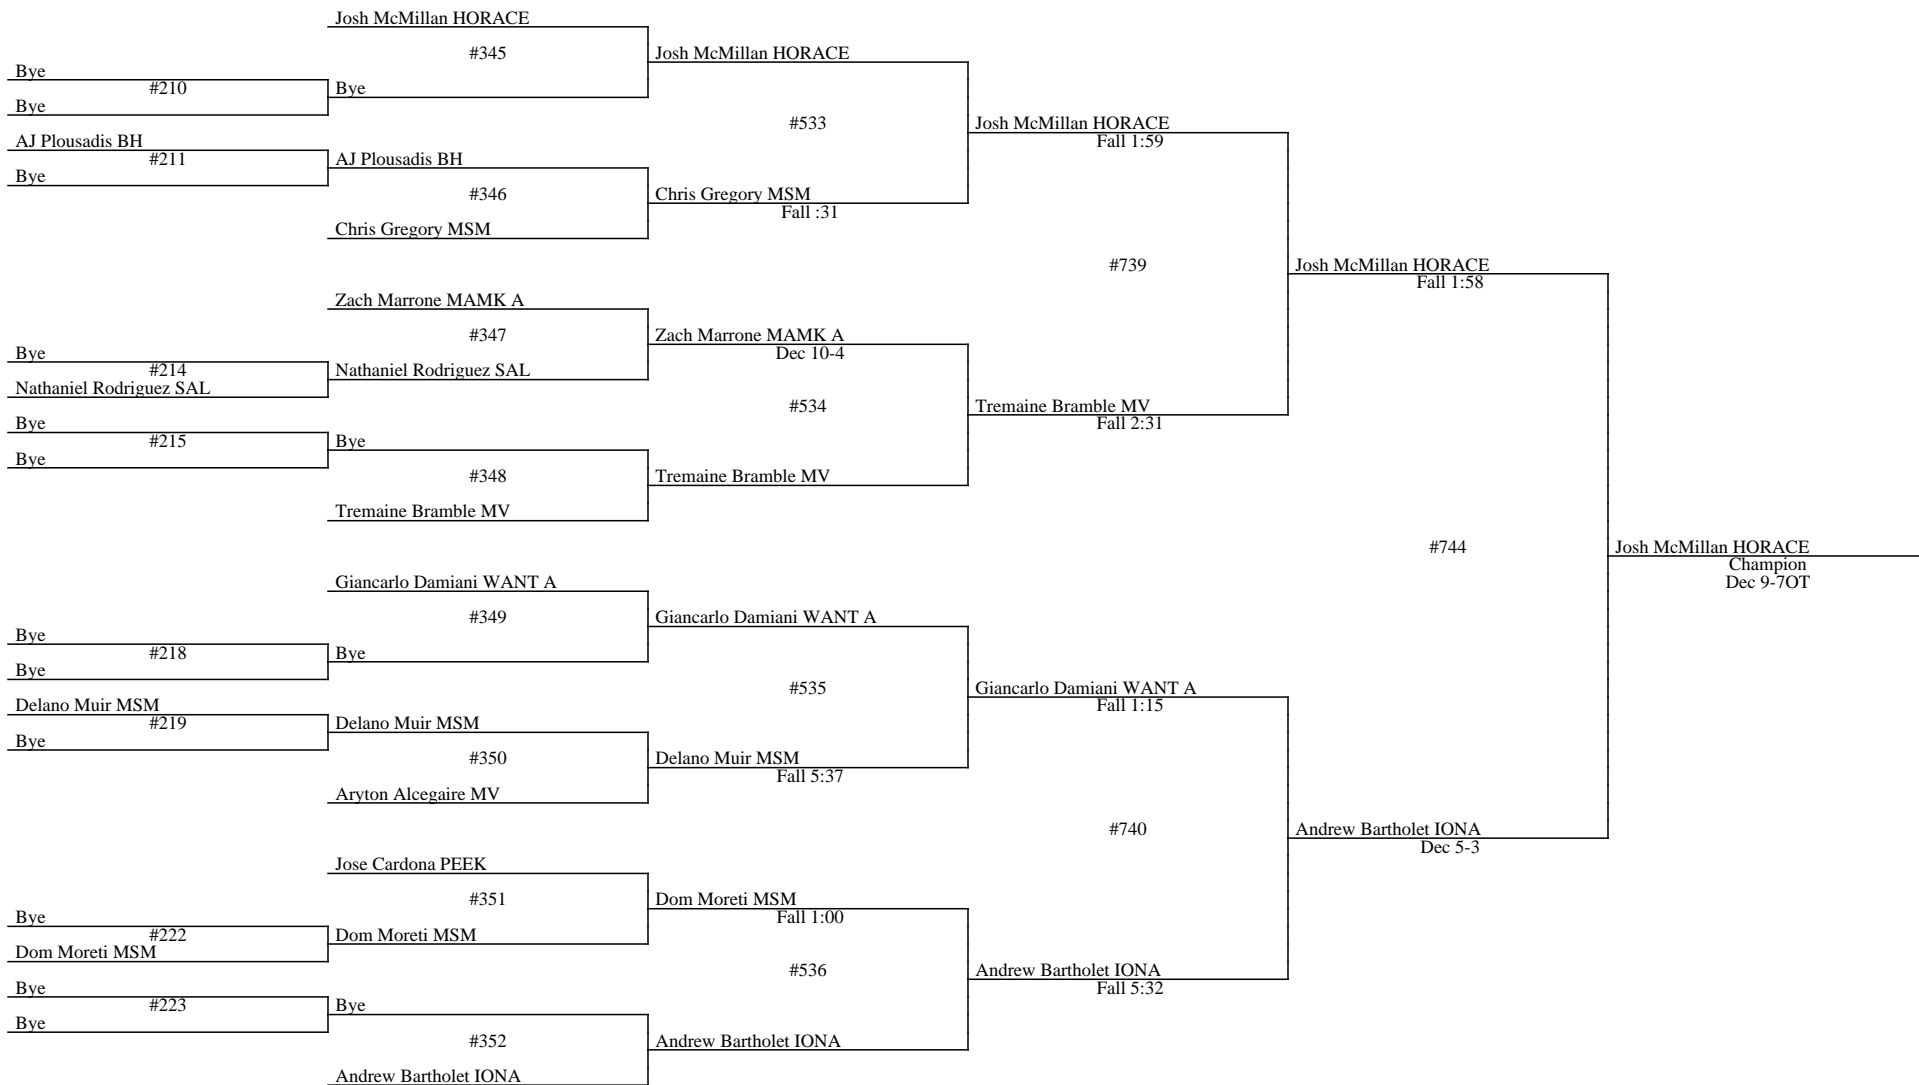 Josh McMillan HORACE
#345
Josh McMillan HORACE
Bye
#210
Bye
Bye
#533
Josh McMillan HORACE
Fall 1:59
AJ Plousadis BH
#211
AJ Plousadis BH
Bye
#346
Chris Gregory MSM
Fall :31
Chris Gregory MSM
#739
Josh McMillan HORACE
Fall 1:58
Zach Marrone MAMK A
#347
Zach Marrone MAMK A
Dec 10-4
Bye
#214
Nathaniel Rodriguez SAL
Nathaniel Rodriguez SAL
#534
Tremaine Bramble MV
Fall 2:31
Bye
#215
Bye
Bye
#348
Tremaine Bramble MV
Tremaine Bramble MV
#744
Josh McMillan HORACE
Champion
Dec 9-7OT
Giancarlo Damiani WANT A
#349
Giancarlo Damiani WANT A
Bye
#218
Bye
Bye
#535
Giancarlo Damiani WANT A
Fall 1:15
Delano Muir MSM
#219
Delano Muir MSM
Bye
#350
Delano Muir MSM
Fall 5:37
Aryton Alcegaire MV
#740
Andrew Bartholet IONA
Dec 5-3
Jose Cardona PEEK
#351
Dom Moreti MSM
Fall 1:00
Bye
#222
Dom Moreti MSM
Dom Moreti MSM
#536
Andrew Bartholet IONA
Fall 5:32
Bye
#223
Bye
Bye
#352
Andrew Bartholet IONA
Andrew Bartholet IONA